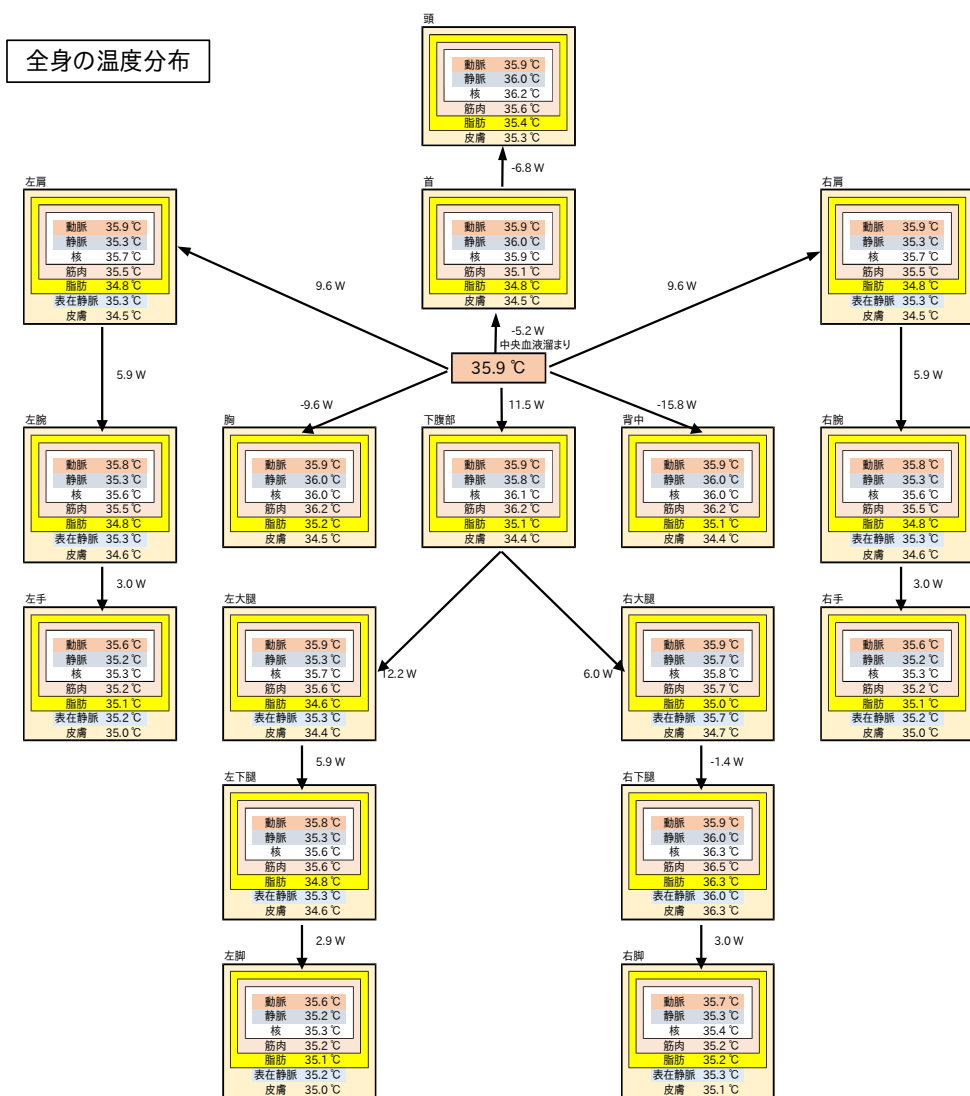 全身の温度分布
頭
動脈 35.9 ℃
静脈 36.0 ℃
核 36.2 ℃
筋肉 35.6 ℃
脂肪 35.4 ℃
皮膚 35.3 ℃
-6.8 W
左肩
動脈 35.9 ℃
静脈 35.3 ℃
核 35.7 ℃
筋肉 35.5 ℃
脂肪 34.8 ℃
表在静脈 35.3 ℃
皮膚 34.5 ℃
首
動脈 35.9 ℃
静脈 36.0 ℃
核 35.9 ℃
筋肉 35.1 ℃
脂肪 34.8 ℃
皮膚 34.5 ℃
右肩
動脈 35.9 ℃
静脈 35.3 ℃
核 35.7 ℃
筋肉 35.5 ℃
脂肪 34.8 ℃
表在静脈 35.3 ℃
皮膚 34.5 ℃
9.6 W
9.6 W
-5.2 W
中央血液溜まり
35.9 ℃
5.9 W
-9.6 W
11.5 W
-15.8 W
5.9 W
左腕
動脈 35.8 ℃
静脈 35.3 ℃
核 35.6 ℃
筋肉 35.5 ℃
脂肪 34.8 ℃
表在静脈 35.3 ℃
皮膚 34.6 ℃
胸
動脈 35.9 ℃
静脈 36.0 ℃
核 36.0 ℃
筋肉 36.2 ℃
脂肪 35.2 ℃
皮膚 34.5 ℃
下腹部
動脈 35.9 ℃
静脈 35.8 ℃
核 36.1 ℃
筋肉 36.2 ℃
脂肪 35.1 ℃
皮膚 34.4 ℃
背中
動脈 35.9 ℃
静脈 36.0 ℃
核 36.0 ℃
筋肉 36.2 ℃
脂肪 35.1 ℃
皮膚 34.4 ℃
右腕
動脈 35.8 ℃
静脈 35.3 ℃
核 35.6 ℃
筋肉 35.5 ℃
脂肪 34.8 ℃
表在静脈 35.3 ℃
皮膚 34.6 ℃
3.0 W
3.0 W
左手
動脈 35.6 ℃
静脈 35.2 ℃
核 35.3 ℃
筋肉 35.2 ℃
脂肪 35.1 ℃
表在静脈 35.2 ℃
皮膚 35.0 ℃
左大腿
動脈 35.9 ℃
静脈 35.3 ℃
核 35.7 ℃
筋肉 35.6 ℃
脂肪 34.6 ℃
表在静脈 35.3 ℃
皮膚 34.4 ℃
12.2 W
6.0 W
右大腿
動脈 35.9 ℃
静脈 35.7 ℃
核 35.8 ℃
筋肉 35.7 ℃
脂肪 35.0 ℃
表在静脈 35.7 ℃
皮膚 34.7 ℃
右手
動脈 35.6 ℃
静脈 35.2 ℃
核 35.3 ℃
筋肉 35.2 ℃
脂肪 35.1 ℃
表在静脈 35.2 ℃
皮膚 35.0 ℃
5.9 W
-1.4 W
左下腿
動脈 35.8 ℃
静脈 35.3 ℃
核 35.6 ℃
筋肉 35.6 ℃
脂肪 34.8 ℃
表在静脈 35.3 ℃
皮膚 34.6 ℃
右下腿
動脈 35.9 ℃
静脈 36.0 ℃
核 36.3 ℃
筋肉 36.5 ℃
脂肪 36.3 ℃
表在静脈 36.0 ℃
皮膚 36.3 ℃
2.9 W
3.0 W
左脚
動脈 35.6 ℃
静脈 35.2 ℃
核 35.3 ℃
筋肉 35.2 ℃
脂肪 35.1 ℃
表在静脈 35.2 ℃
皮膚 35.0 ℃
右脚
動脈 35.7 ℃
静脈 35.3 ℃
核 35.4 ℃
筋肉 35.2 ℃
脂肪 35.2 ℃
表在静脈 35.3 ℃
皮膚 35.1 ℃